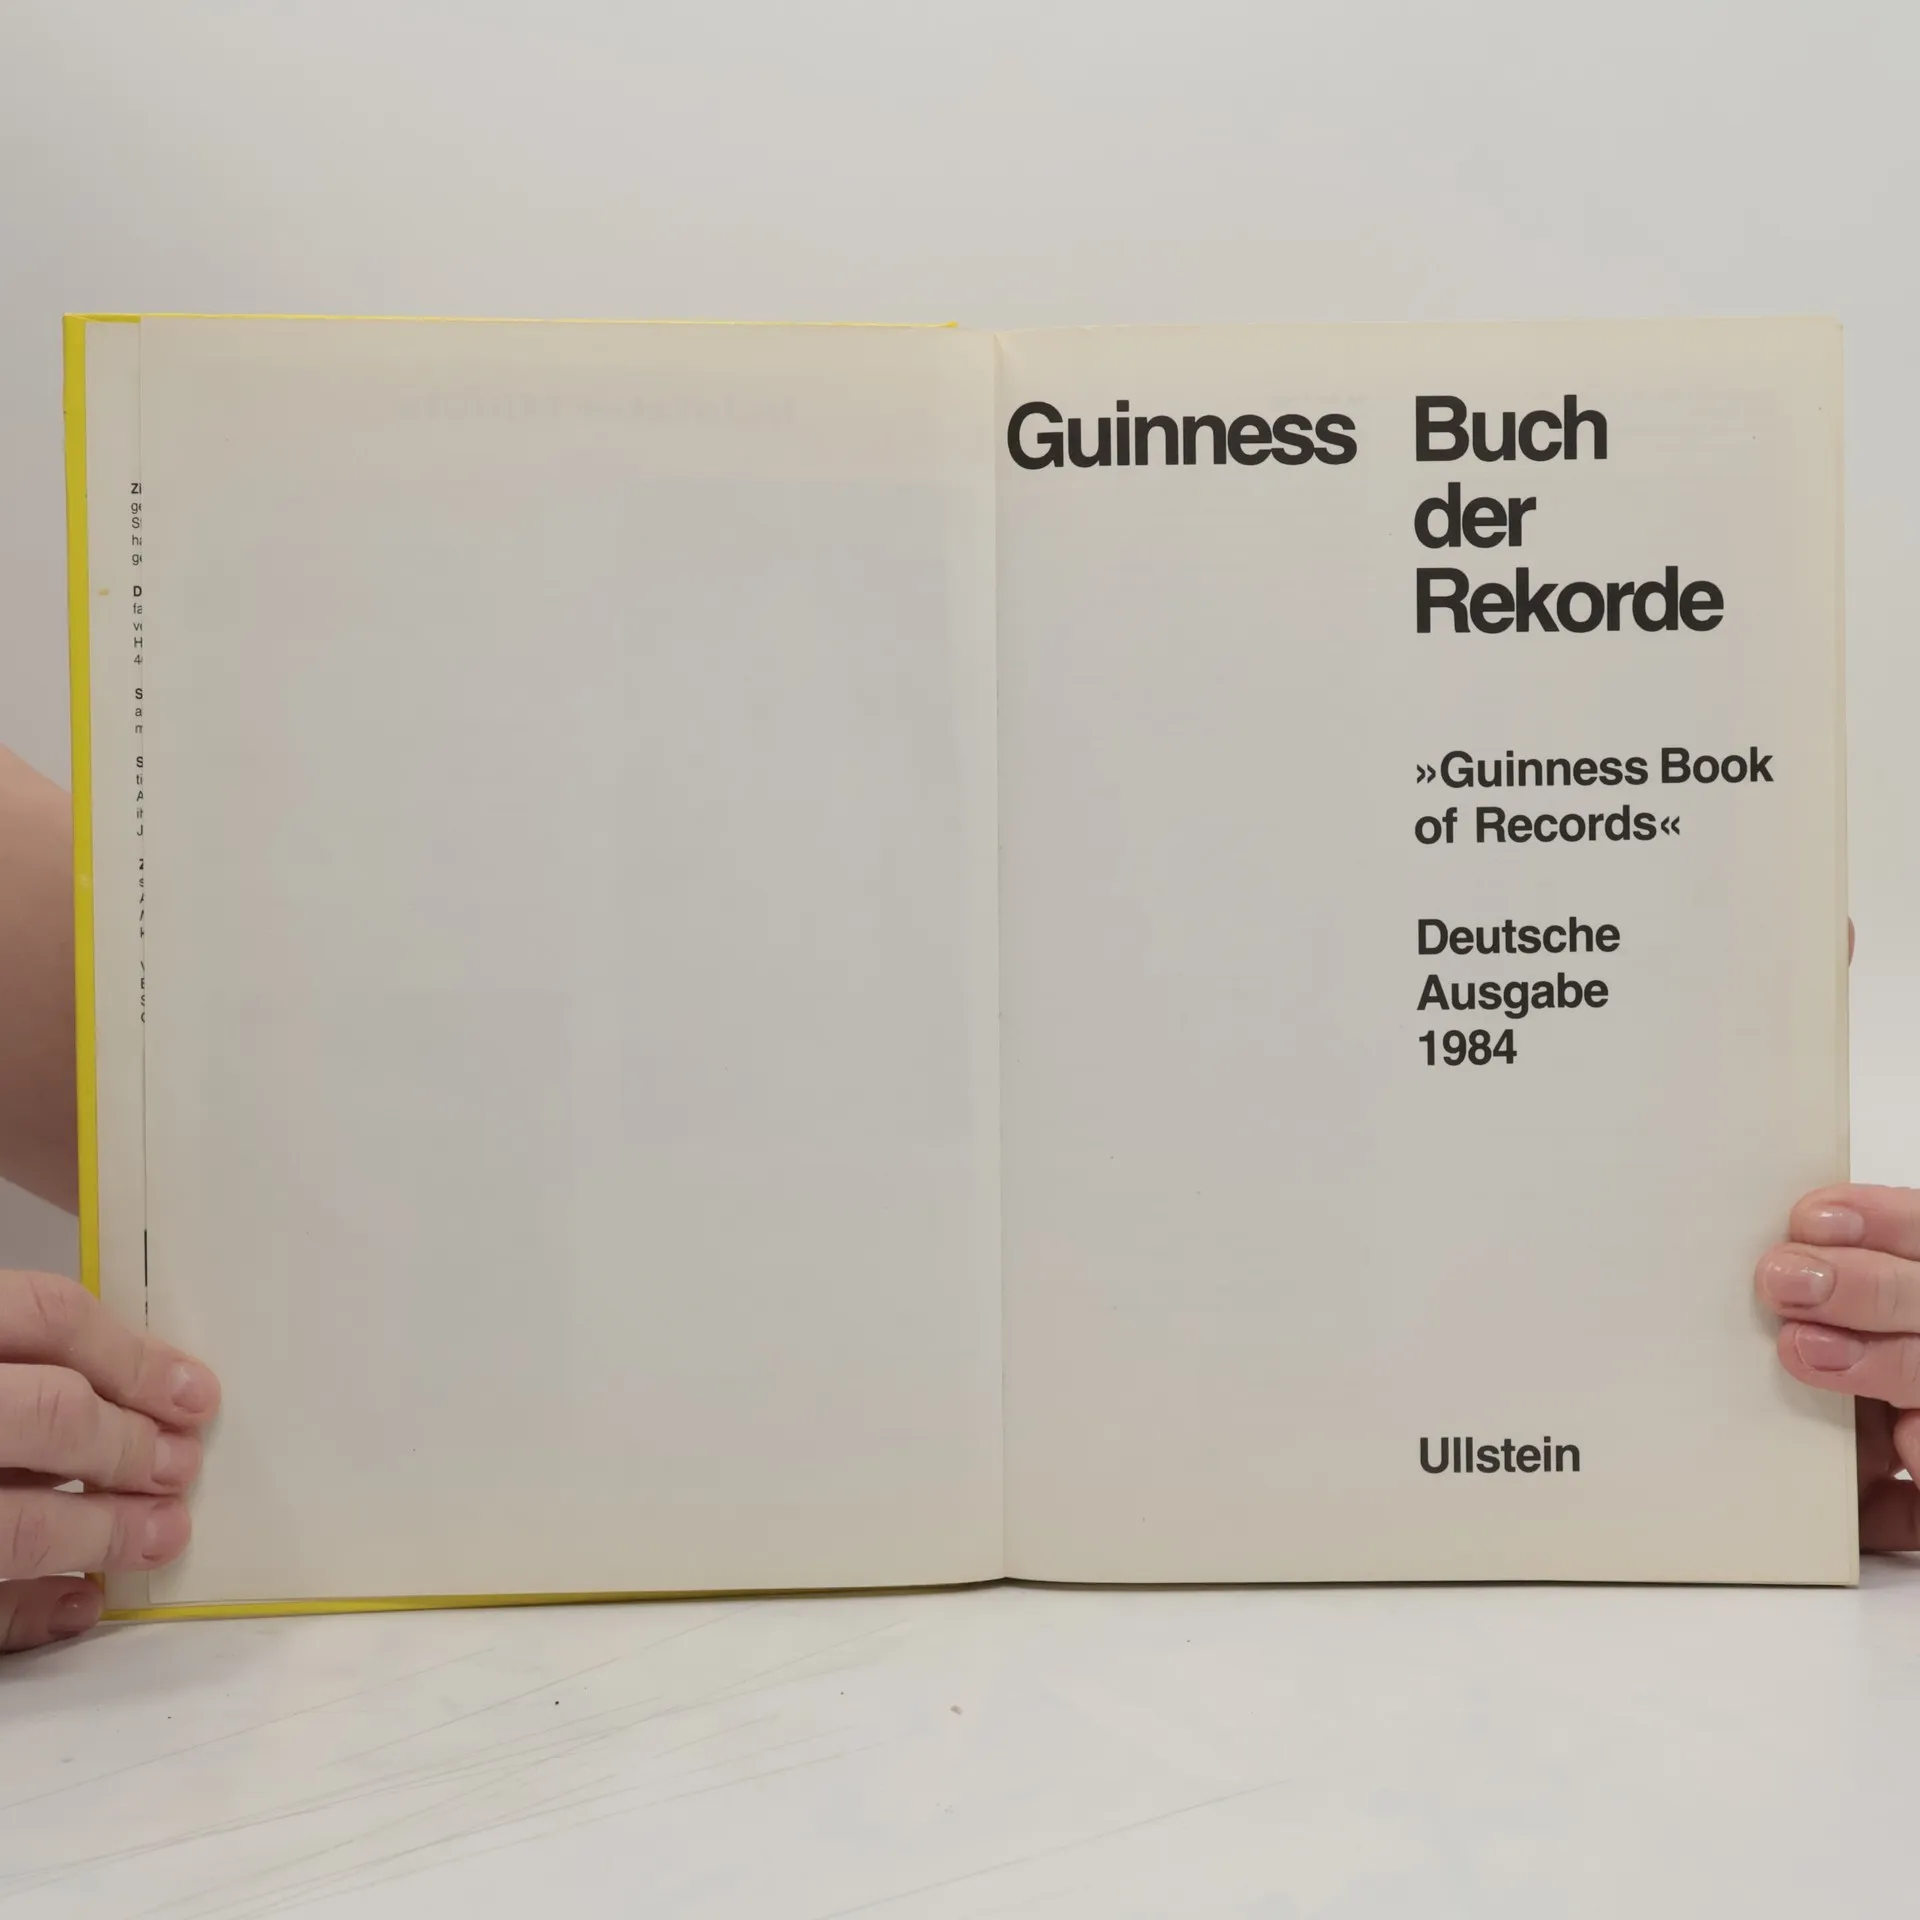 Guinness Buch
der
Rekorde
»Guinness Book
of Records«
Deutsche
Ausgabe
1984
Ullstein